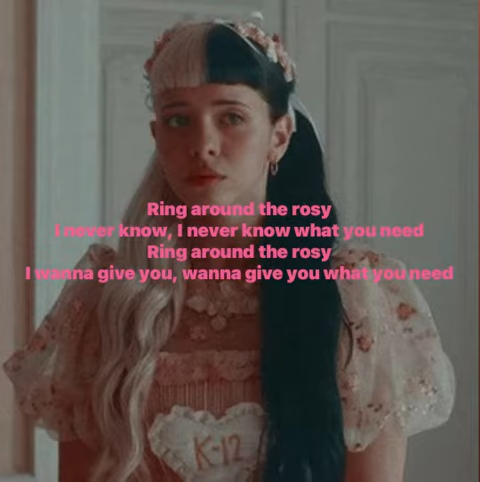 Ring around the rosy
I never know, I never know what you need
Ring around the rosy
I wanna give you, wanna give you what you need
K-12